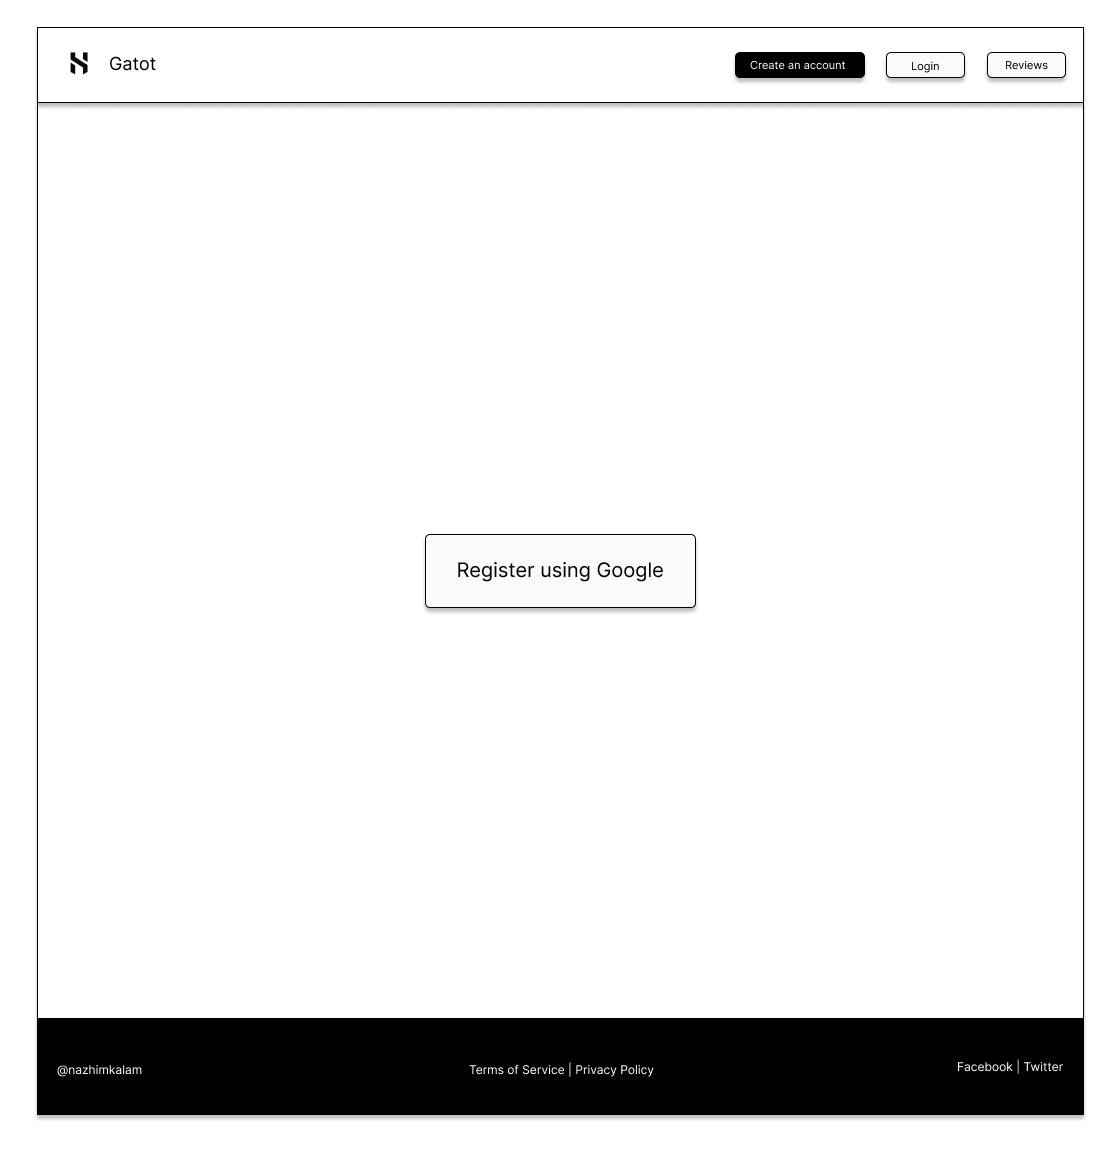 Gatot
Create an account
Login
Reviews
Register using Google
@nazhimkalam
Terms of Service | Privacy Policy
Facebook | Twitter